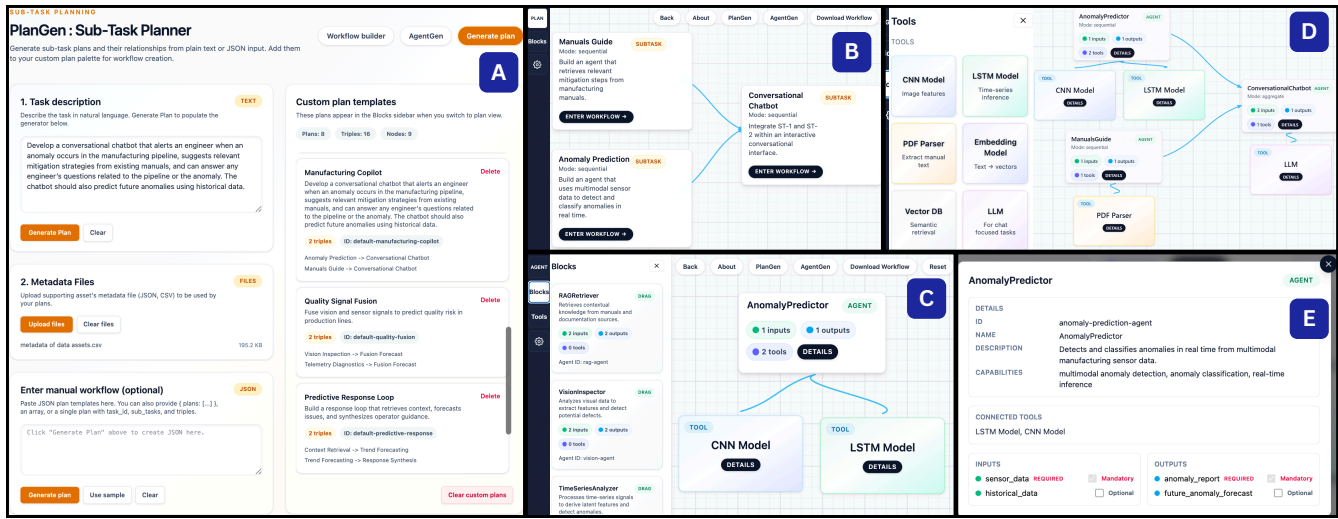 SUB-TASK PLANNING
PlanGen : Sub-Task Planner
Generate sub-task plans and their relationships from plain text or JSON input. Add them
to your custom plan palette for workflow creation.
Workflow builder
AgentGen
Generate plan
A
1. Task description
TEXT
Describe the task in natural language. Generate Plan to populate the
generator below.
Develop a conversational chatbot that alerts an engineer when an
anomaly occurs in the manufacturing pipeline, suggests relevant
mitigation strategies from existing manuals, and can answer any
engineer's questions related to the pipeline or the anomaly. The
chatbot should also predict future anomalies using historical data.
Generate Plan
Clear
2. Metadata Files
FILES
Upload supporting asset's metadata file (JSON, CSV) to be used by
your plans.
Upload files
Clear files
metadata of data assets.csv
195.2 KB
Enter manual workflow (optional)
JSON
Paste JSON plan templates here. You can also provide { plans: [...] },
an array, or a single plan with task_id, sub_tasks, and triples.
Click "Generate Plan" above to create JSON here.
Generate plan
Use sample
Clear
Custom plan templates
These plans appear in the Blocks sidebar when you switch to plan view.
Plans: 8
Triples: 16
Nodes: 9
Manufacturing Copilot
Delete
Develop a conversational chatbot that alerts an engineer
when an anomaly occurs in the manufacturing pipeline,
suggests relevant mitigation strategies from existing
manuals, and can answer any engineer's questions related
to the pipeline or the anomaly. The chatbot should also
predict future anomalies using historical data.
2 triples
ID: default-manufacturing-copilot
Anomaly Prediction -> Conversational Chatbot
Manuals Guide -> Conversational Chatbot
Quality Signal Fusion
Delete
Fuse vision and sensor signals to predict quality risk in
production lines.
2 triples
ID: default-quality-fusion
Vision Inspection -> Fusion Forecast
Telemetry Diagnostics -> Fusion Forecast
Predictive Response Loop
Delete
Build a response loop that retrieves context, forecasts
issues, and synthesizes operator guidance.
2 triples
ID: default-predictive-response
Context Retrieval -> Trend Forecasting
Trend Forecasting -> Response Synthesis
Clear custom plans
PLAN
Blocks
Back
About
PlanGen
AgentGen
Download Workflow
B
Manuals Guide
SUBTASK
Mode: sequential
Build an agent that
retrieves relevant
mitigation steps from
manufacturing
manuals.
ENTER WORKFLOW →
Anomaly Prediction
SUBTASK
Mode: sequential
Build an agent that
uses multimodal sensor
data to detect and
classify anomalies in
real time.
ENTER WORKFLOW →
Conversational
Chatbot
SUBTASK
Mode: sequential
Integrate ST-1 and ST-
2 within an interactive
conversational
interface.
ENTER WORKFLOW →
AGENT
Blocks
Tools
Blocks
×
RAGRetriever
DRAG
Retrieves contextual
knowledge from manuals and
documentation sources.
2 inputs
2 outputs
0 tools
Agent ID: rag-agent
VisionInspector
DRAG
Analyzes visual data to
extract features and detect
potential defects.
2 inputs
2 outputs
0 tools
Agent ID: vision-agent
TimeSeriesAnalyzer
DRAG
Processes time-series signals
to derive latent features and
detect anomalies.
Back
About
PlanGen
AgentGen
Download Workflow
Reset
C
AnomalyPredictor
AGENT
1 inputs
1 outputs
2 tools
DETAILS
TOOL
CNN Model
DETAILS
TOOL
LSTM Model
DETAILS
Tools
×
TOOLS
CNN Model
Image features
LSTM Model
Time-series
inference
PDF Parser
Extract manual
text
Embedding
Model
Text → vectors
Vector DB
Semantic
retrieval
LLM
For chat
focused tasks
D
AnomalyPredictor
AGENT
Mode: sequential
1 inputs
1 outputs
2 tools
DETAILS
TOOL
CNN Model
DETAILS
TOOL
LSTM Model
DETAILS
ManualsGuide
AGENT
Mode: sequential
1 inputs
1 outputs
1 tools
DETAILS
TOOL
PDF Parser
DETAILS
ConversationalChatbot
AGENT
Mode: aggregate
3 inputs
1 outputs
1 tools
DETAILS
TOOL
LLM
DETAILS
×
AnomalyPredictor
AGENT
E
DETAILS
ID
anomaly-prediction-agent
NAME
AnomalyPredictor
DESCRIPTION
Detects and classifies anomalies in real time from multimodal
manufacturing sensor data.
CAPABILITIES
multimodal anomaly detection, anomaly classification, real-time
inference
CONNECTED TOOLS
LSTM Model, CNN Model
INPUTS
sensor_data REQUIRED
Mandatory
historical_data
Optional
OUTPUTS
anomaly_report REQUIRED
Mandatory
future_anomaly_forecast
Optional